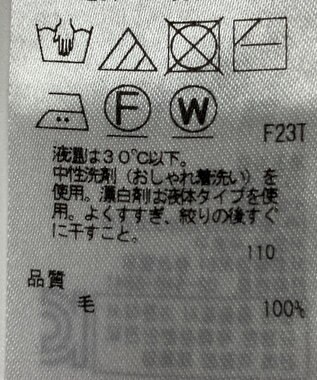 F
W
F23T
液温は30℃以下。
中性洗剤（おしゃれ着洗い）を
使用。漂白剤は液体タイプを使
用。よくすすぎ、絞りの後すぐ
に干すこと。
110
品質
毛 100%